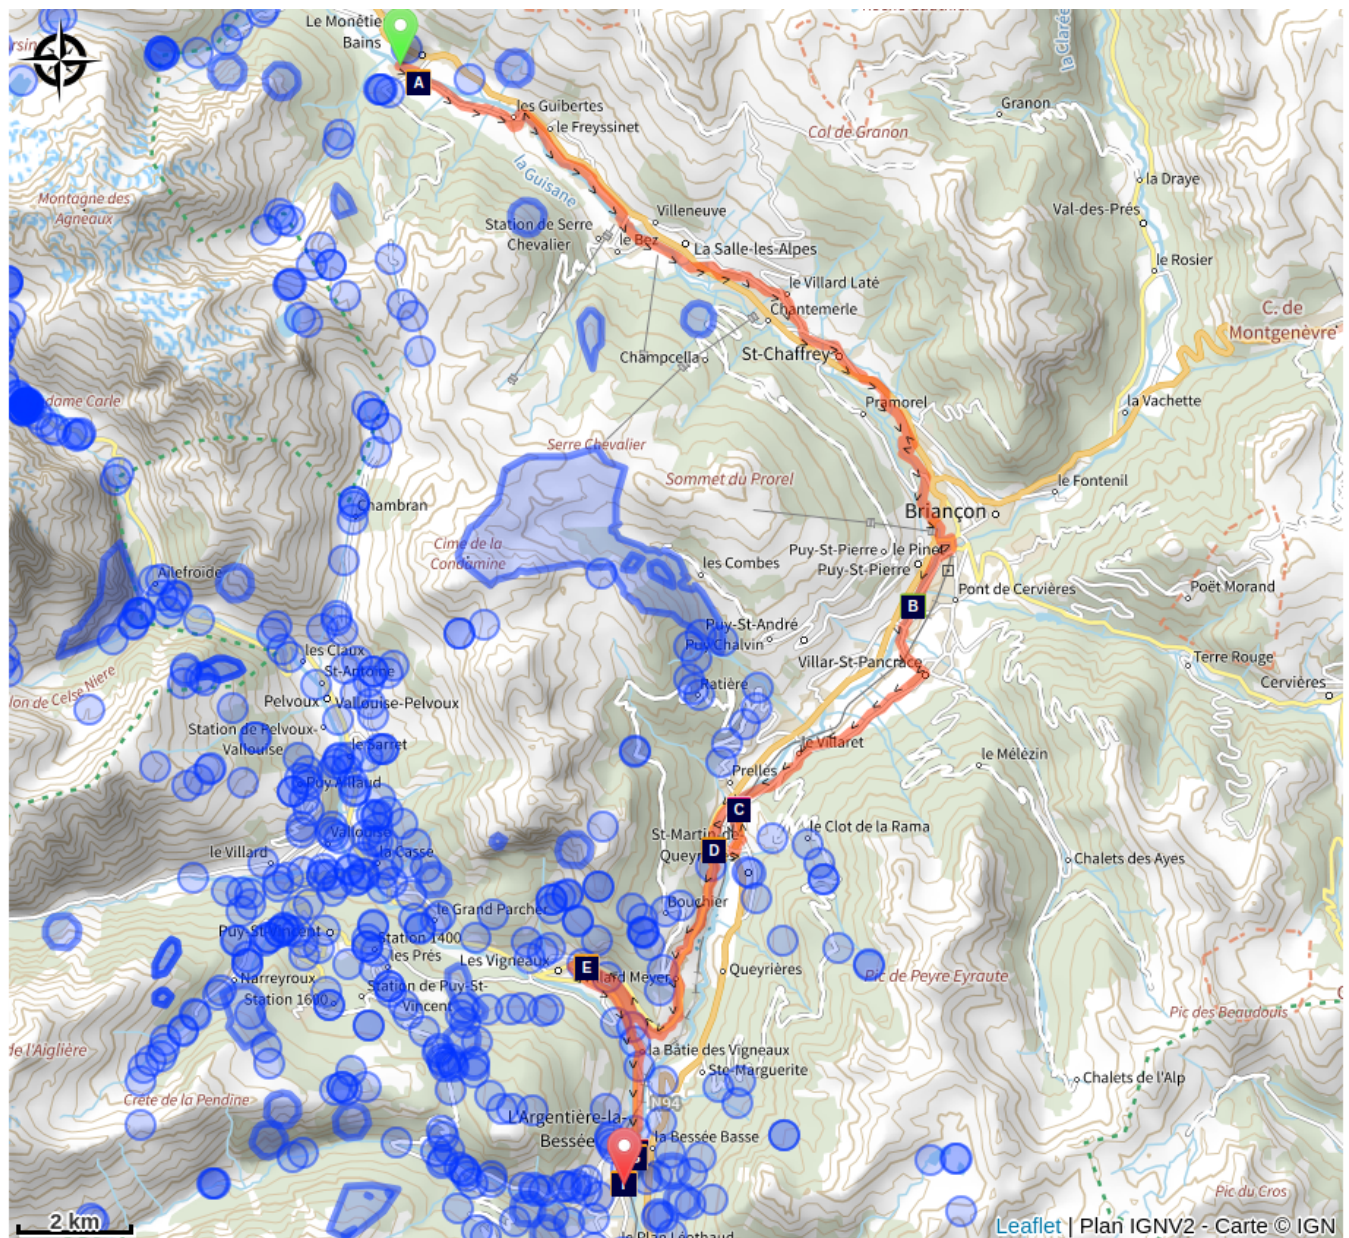 Le Monêtier
Bains
A
les Guibertes
le Freyssinet
la Guisane
Granon
Col de Granon
la Clarée
la Draye
Val-des-Prés
le Rosier
Montagne des
Agneaux
Station de Serre
Chevalier
Villeneuve
le Bez
La Salle-les-Alpes
le Villard Laté
Chantemerle
C. de
Montgenèvre
Champcella
St-Chaffrey
Pramorel
la Vachette
dame Carle
Serre Chevalier
Sommet du Prorel
le Fontenil
Chambran
Briançon
Cime de la
Condamine
Puy-St-Pierre
le Pinet
Puy-St-Pierre
les Combes
Ailefroide
Pont de Cervières
Poët Morand
B
Puy-St-André
Puy Chalvin
les Claux
St-Antoine
Villar-St-Pancrace
Terre Rouge
Cervières
Ratière
Pelvoux
Vallouise-Pelvoux
Station de Pelvoux-
Vallouise
le Sarret
le Villaret
le Mélézin
Prelles
Puy Aillaud
C
Vallouise
le Villard
la Casse
St-Martin-de
D
le Clot de la Rama
Chalets des Ayes
Bouchier
le Grand Parcher
Puy-St-Vincent
Station 1400
les Prés
Les Vigneaux
E
Queyrières
Pic de Peyre Eyraute
Narreyroux
Station de Puy-St-
Vincent
Station 1600
Pic des Beaudouis
de l'Aiglière
la Bâtie des Vigneaux
Ste-Marguerite
Chalets de l'Alp
Crête de la Pendine
N94
L'Argentière-la-
Bessée
la Bessée Basse
Pic du Cros
2 km
Leaflet | Plan IGNV2 - Carte © IGN